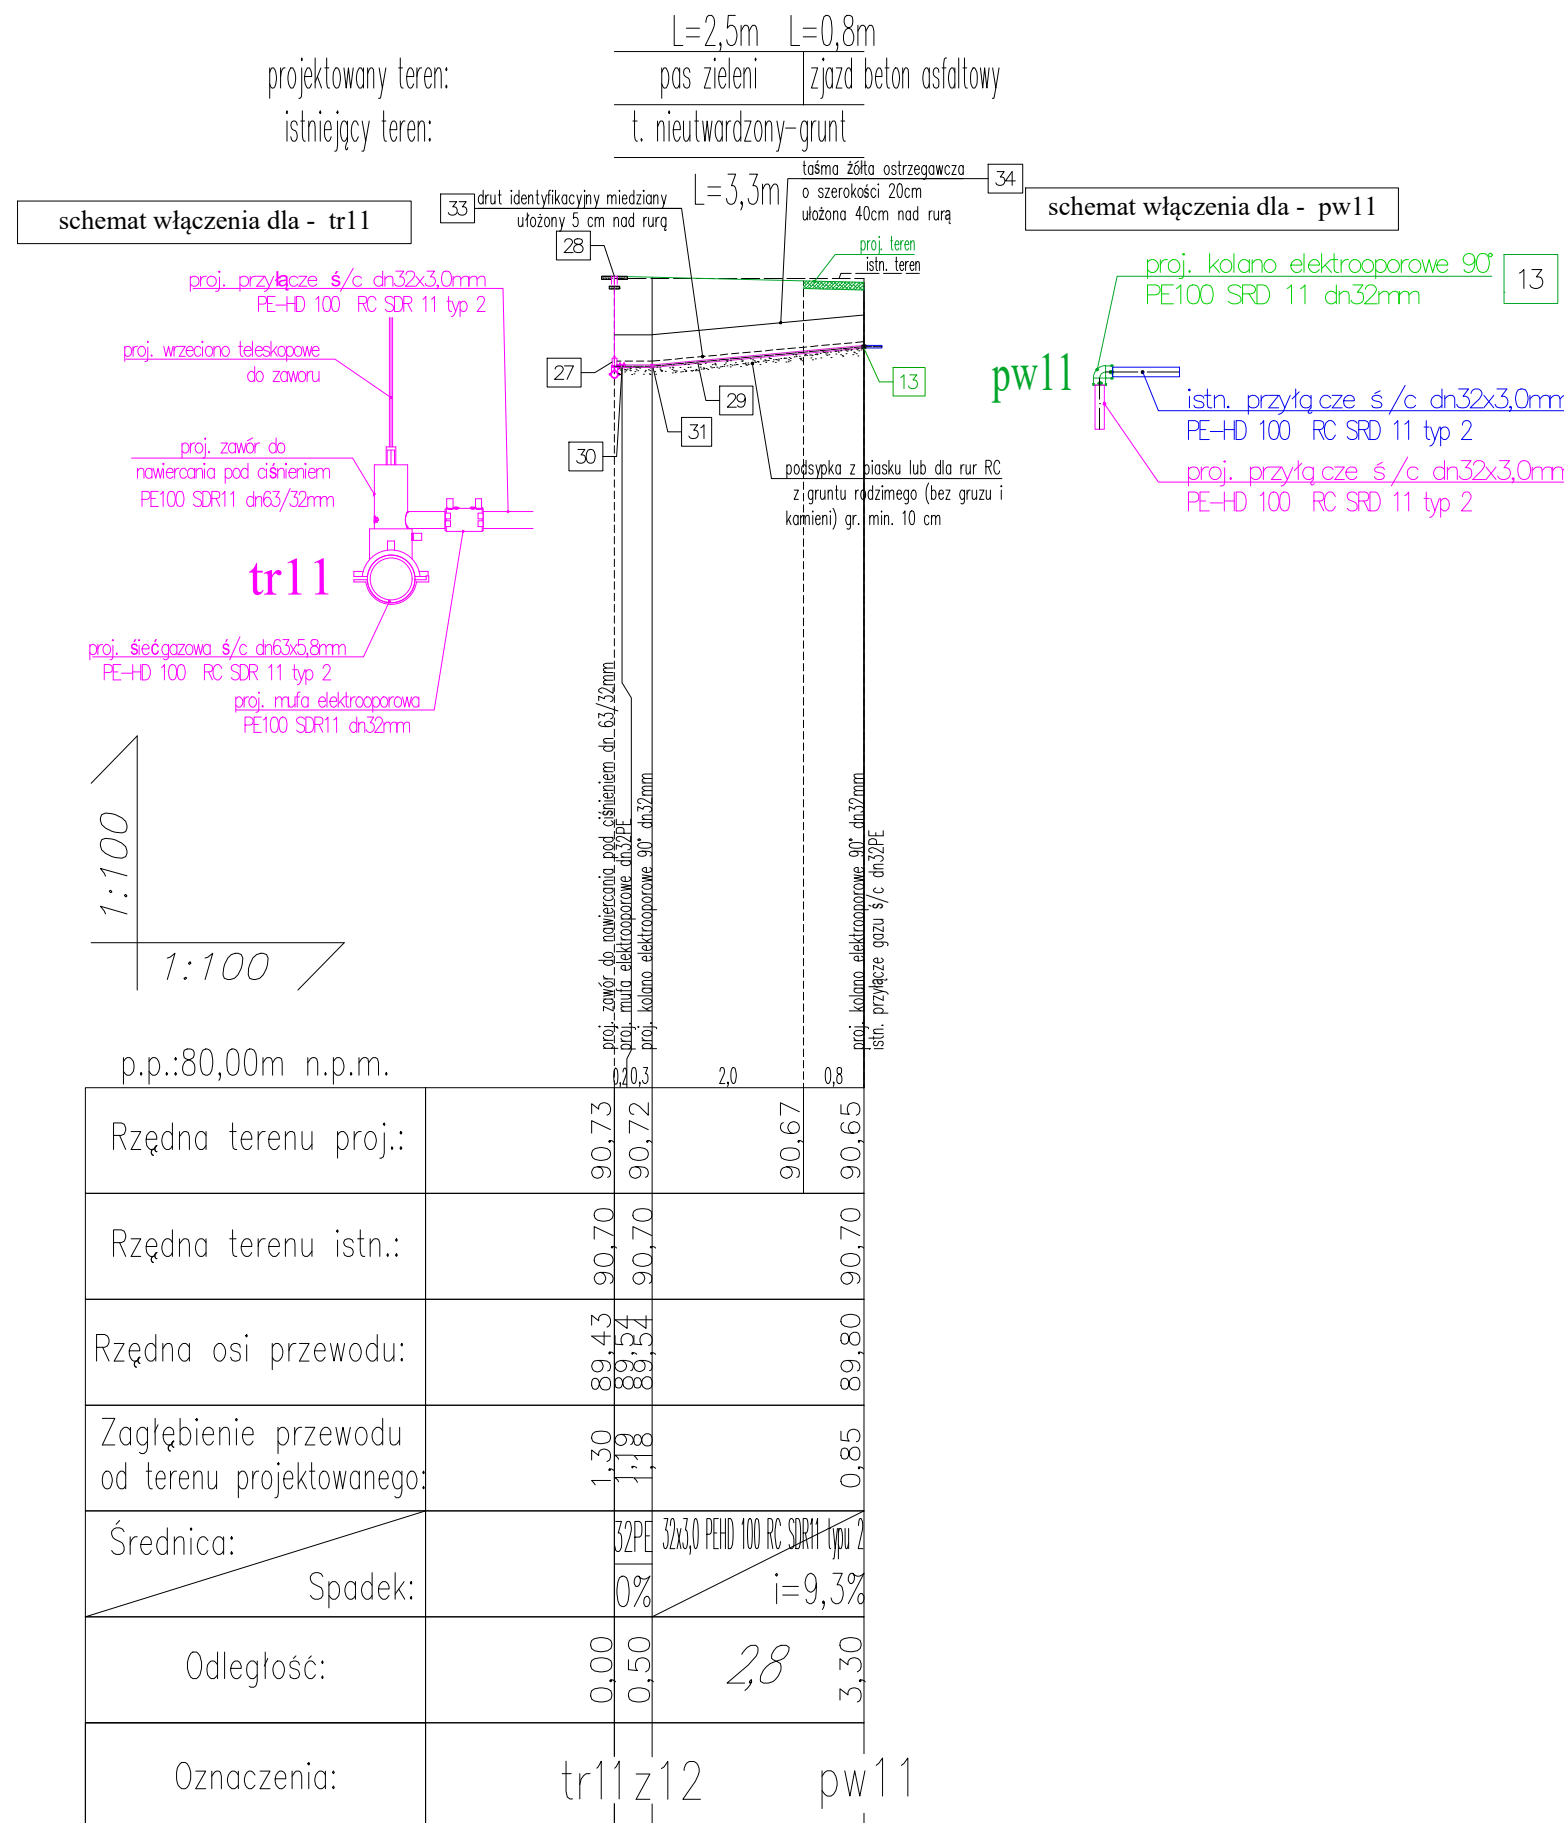 L=2,5m L=0,8m
projektowany teren: pas zieleni zjazd beton asfaltowy
istniejący teren: t. nieutwardzony-grunt
L=3,3m
33 drut identyfikacyjny miedziany
ułożony 5 cm nad rurą
taśma żółta ostrzegawcza 34
o szerokości 20cm
ułożona 40cm nad rurą
schemat włączenia dla - tr11
schemat włączenia dla - pw11
28
proj. teren
istn. teren
proj. przyłącze ś/c dn32x3,0mm
PE-HD 100 RC SDR 11 typ 2
proj. wrzeciono teleskopowe
do zaworu
proj. zawór do
nawiercania pod ciśnieniem
PE100 SDR11 dn63/32mm
tr11
proj. sieć gazowa ś/c dn63x5,8mm
PE-HD 100 RC SDR 11 typ 2
proj. mufa elektrooporowa
PE100 SDR11 dn32mm
27
13
29
31
30
podsypka z piasku lub dla rur RC
z gruntu rodzimego (bez gruzu i
kamieni) gr. min. 10 cm
proj. kolano elektrooporowe 90° 13
PE100 SRD 11 dn32mm
pw11
istn. przyłącze ś/c dn32x3,0mm
PE-HD 100 RC SRD 11 typ 2
proj. przyłącze ś/c dn32x3,0mm
PE-HD 100 RC SRD 11 typ 2
proj. zawór do nawiercania pod ciśnieniem dn 63/32mm
proj. mufa elektrooporowe dn32PE
proj. kolano elektrooporowe 90° dn32mm
proj. kolano elektrooporowe 90° dn32mm
istn. przyłącze gazu ś/c dn32PE
1:100
1:100
p.p.:80,00m n.p.m.
0,2 0,3 2,0 0,8
Rzędna terenu proj.: 90,73 90,72 90,67 90,65
Rzędna terenu istn.: 90,70 90,70 90,70
Rzędna osi przewodu: 89,43 89,54 89,54 89,80
Zagłębienie przewodu
od terenu projektowanego: 1,30 1,19 1,18 0,85
Średnica: 32PE 32x3,0 PEHD 100 RC SDR11 typu 2
Spadek: 0% i=9,3%
Odległość: 0,00 0,50 2,8 3,30
Oznaczenia: tr11 z12 pw11